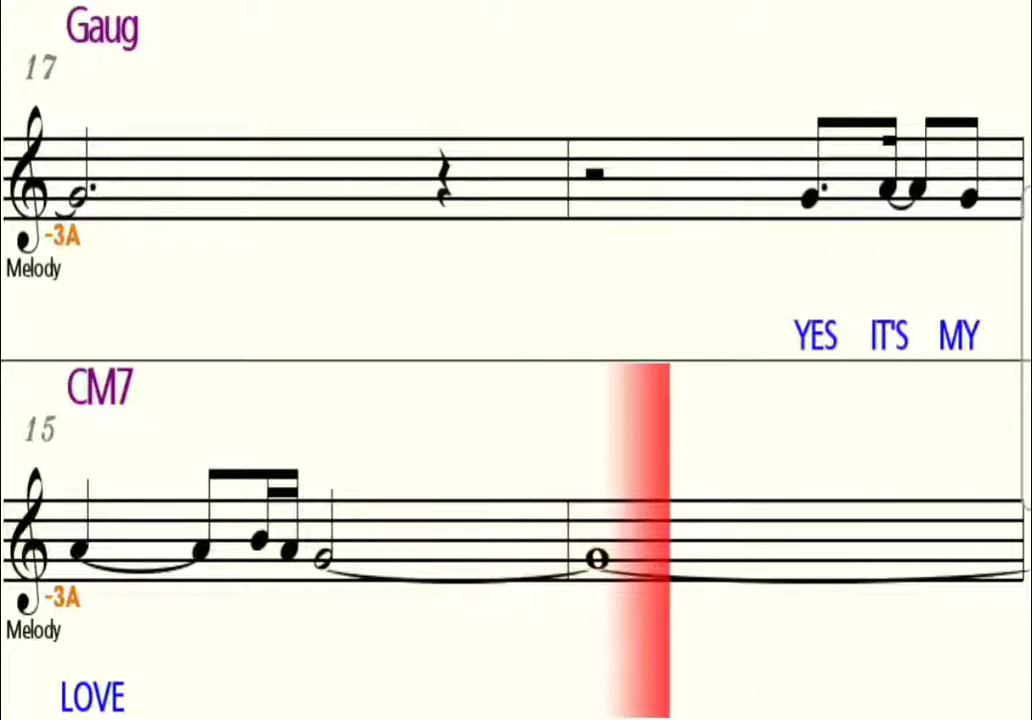 Gaug
17
-3A
Melody
YES IT'S MY
CM7
15
-3A
Melody
LOVE